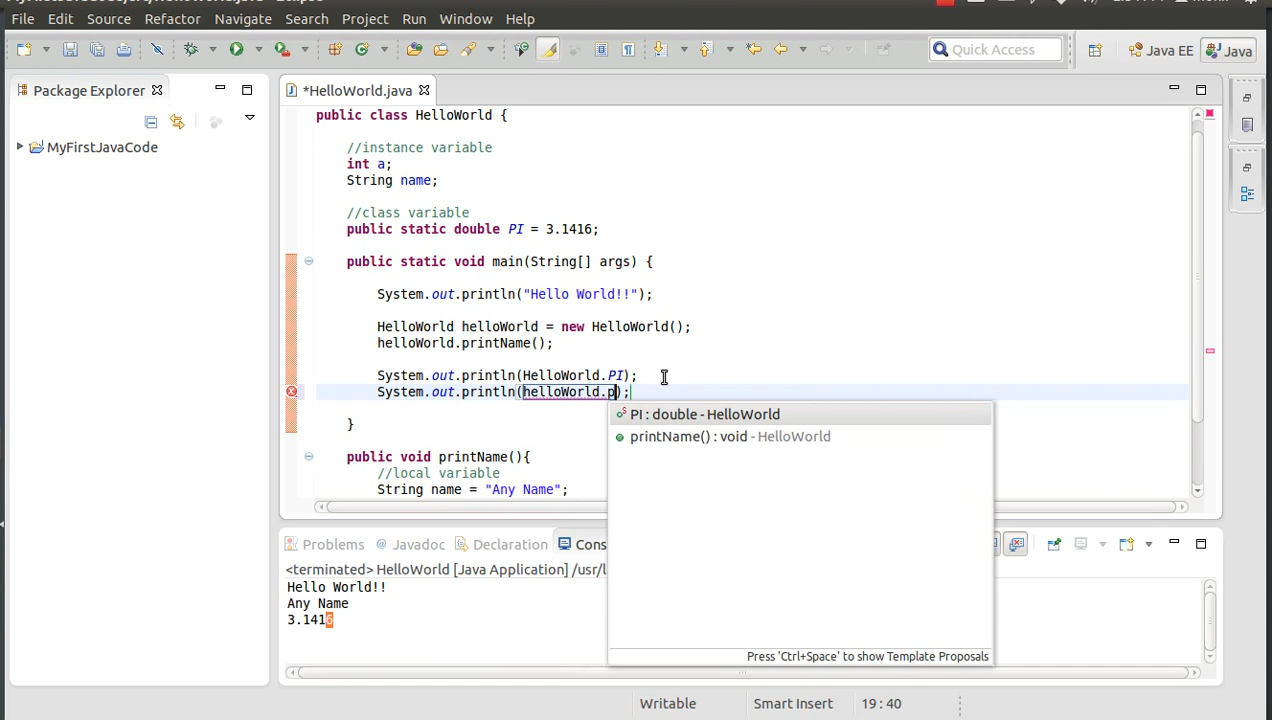 File Edit Source Refactor Navigate Search Project Run Window Help
Quick Access
Java EE
Java
Package Explorer
*HelloWorld.java
MyFirstJavaCode
public class HelloWorld {
//instance variable
int a;
String name;
//class variable
public static double PI = 3.1416;
public static void main(String[] args) {
System.out.println("Hello World!!");
HelloWorld helloWorld = new HelloWorld();
helloWorld.printName();
System.out.println(HelloWorld.PI);
System.out.println(helloWorld.p);
}
public void printName(){
//local variable
String name = "Any Name";
PI : double - HelloWorld
printName() : void - HelloWorld
Press 'Ctrl+Space' to show Template Proposals
Problems
Javadoc
Declaration
Cons
<terminated> HelloWorld [Java Application] /usr/l
Hello World!!
Any Name
3.1416
Writable
Smart Insert
19 : 40